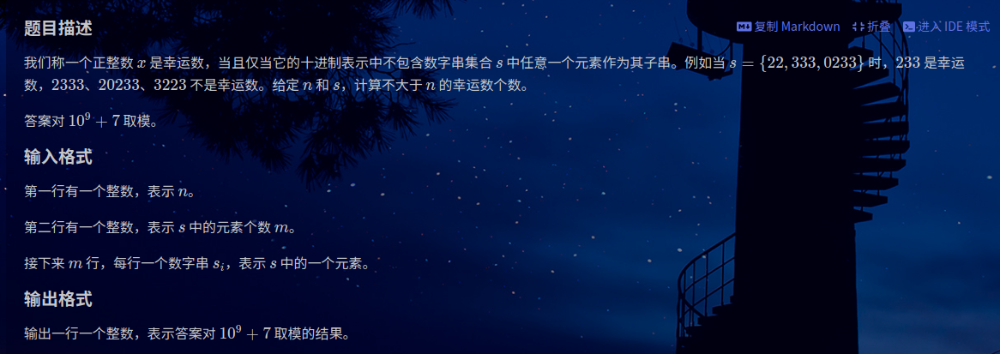 题目描述
复制 Markdown 折叠 进入 IDE 模式
我们称一个正整数 x 是幸运数，当且仅当它的十进制表示中不包含数字串集合 s 中任意一个元素作为其子串。例如当 s = {22, 333, 0233} 时，233 是幸运
数，2333、20233、3223 不是幸运数。给定 n 和 s，计算不大于 n 的幸运数个数。
答案对 10^9 + 7 取模。
输入格式
第一行有一个整数，表示 n。
第二行有一个整数，表示 s 中的元素个数 m。
接下来 m 行，每行一个数字串 s_i，表示 s 中的一个元素。
输出格式
输出一行一个整数，表示答案对 10^9 + 7 取模的结果。